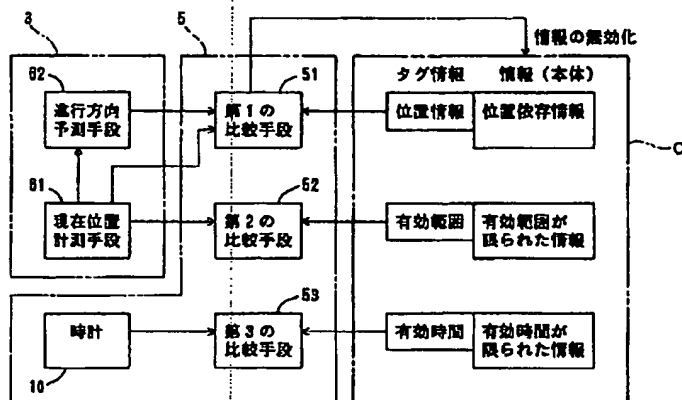 3
5
情報の無効化
62
51
タグ情報 情報（本体）
進行方向
予測手段
第1の
比較手段
位置情報
位置依存情報
C
61
52
現在位置
計測手段
第2の
比較手段
有効範囲
有効範囲が
限られた情報
53
時計
第3の
比較手段
有効時間
有効時間が
限られた情報
10